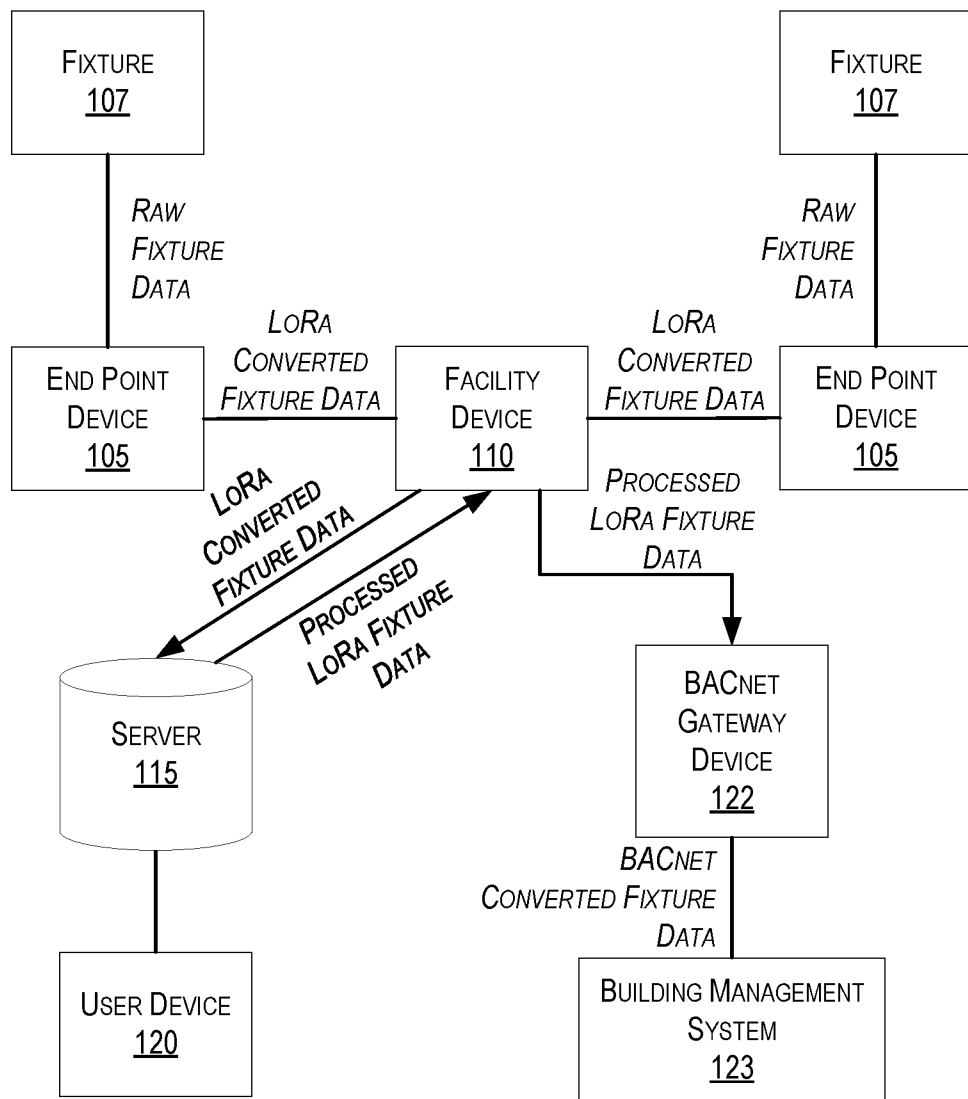 FIXTURE
107
FIXTURE
107
RAW
FIXTURE
DATA
RAW
FIXTURE
DATA
END POINT
DEVICE
105
LORA
CONVERTED
FIXTURE DATA
FACILITY
DEVICE
110
LORA
CONVERTED
FIXTURE DATA
END POINT
DEVICE
105
LORA
CONVERTED
FIXTURE DATA
PROCESSED
LORA FIXTURE
DATA
PROCESSED
LORA FIXTURE
DATA
SERVER
115
BACNET
GATEWAY
DEVICE
122
BACNET
CONVERTED FIXTURE
DATA
USER DEVICE
120
BUILDING MANAGEMENT
SYSTEM
123